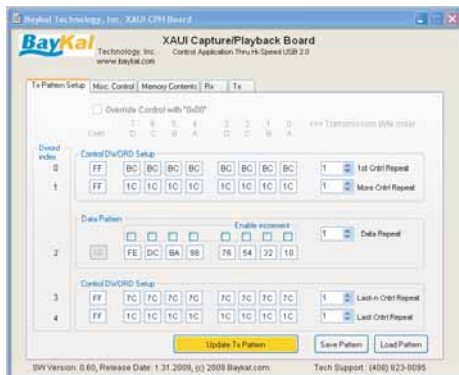 Baykal Technology, Inc. XAUI CPH Board
BayKal
Technology, Inc.
www.baykal.com
XAUI Capture/Playback Board
Control Application Thru Hi-Speed USB 2.0
Tx Pattern Setup Misc. Control Memory Contents Rx Tx
Override Control with "0x00"
7 6 5 4 3 2 1 0 <== Transmission Byte order
Cntrl D C B A D C B A
Dword index
Control DWORD Setup
0 FF BC BC BC BC BC BC BC BC 1 1st Cntrl Repeat
1 FF 1C 1C 1C 1C 1C 1C 1C 1C 1 More Cntrl Repeat
Data Pattern
Enable increment
2 FE DC BA 98 76 54 32 10 1 Data Repeat
Control DWORD Setup
3 FF 7C 7C 7C 7C 7C 7C 7C 7C 1 Last-n Cntrl Repeat
4 FF 1C 1C 1C 1C 1C 1C 1C 1C 1 Last Cntrl Repeat
Update Tx Pattern Save Pattern Load Pattern
SW Version: 0.60, Release Date: 1.31.2009, (c) 2009 Baykal.com Tech Support: (408) 823-9895